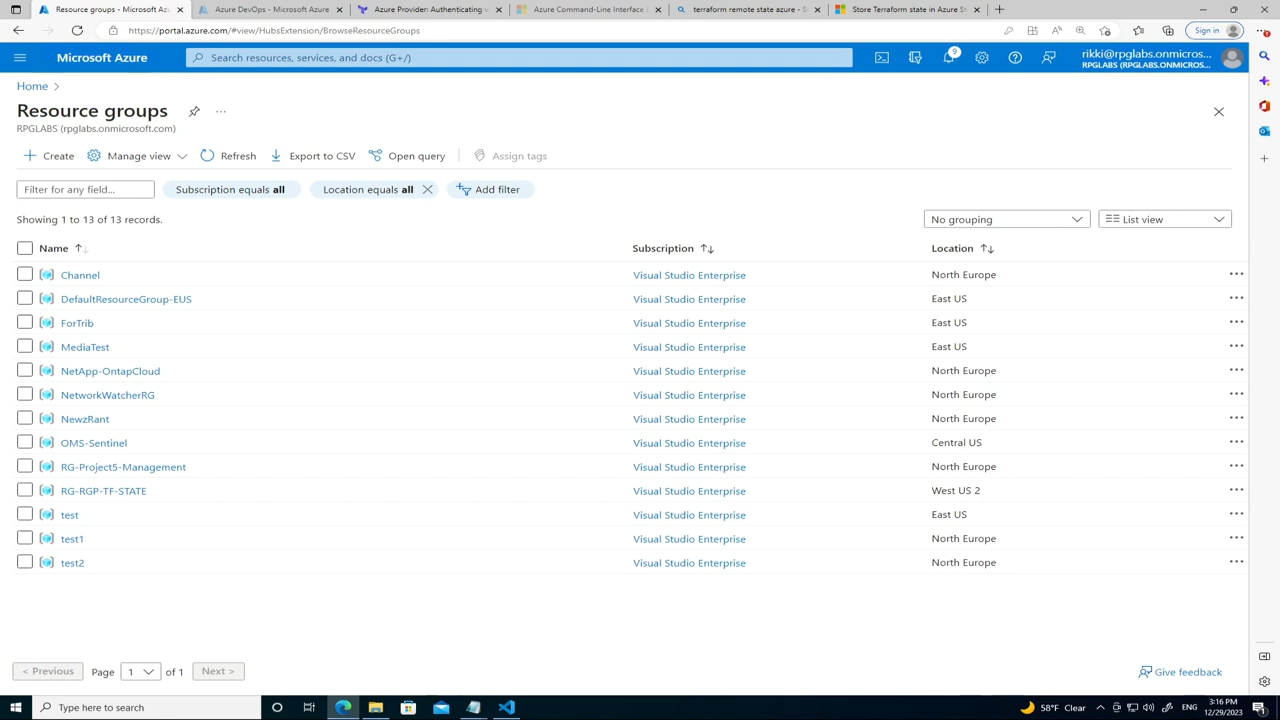 Resource groups - Microsoft Az
Azure DevOps - Microsoft Azure
Azure Provider: Authenticating v
Azure Command-Line Interface
terraform remote state azure - S
Store Terraform state in Azure St
https://portal.azure.com/#view/HubsExtension/BrowseResourceGroups
Sign in
Microsoft Azure
Search resources, services, and docs (G+/)
9
rikki@rpglabs.onmicros...
RPGLABS (RPGLABS.ONMICROS...
Home
Resource groups
RPGLABS (rpglabs.onmicrosoft.com)
Create Manage view Refresh Export to CSV Open query Assign tags
Filter for any field... Subscription equals all Location equals all Add filter
Showing 1 to 13 of 13 records. No grouping List view
Name Subscription Location
Channel Visual Studio Enterprise North Europe
DefaultResourceGroup-EUS Visual Studio Enterprise East US
ForTrib Visual Studio Enterprise East US
MediaTest Visual Studio Enterprise East US
NetApp-OntapCloud Visual Studio Enterprise North Europe
NetworkWatcherRG Visual Studio Enterprise North Europe
NewzRant Visual Studio Enterprise North Europe
OMS-Sentinel Visual Studio Enterprise Central US
RG-Project5-Management Visual Studio Enterprise North Europe
RG-RGP-TF-STATE Visual Studio Enterprise West US 2
test Visual Studio Enterprise East US
test1 Visual Studio Enterprise North Europe
test2 Visual Studio Enterprise North Europe
< Previous Page 1 of 1 Next > Give feedback
Type here to search
58°F Clear
ENG
3:16 PM
12/29/2023